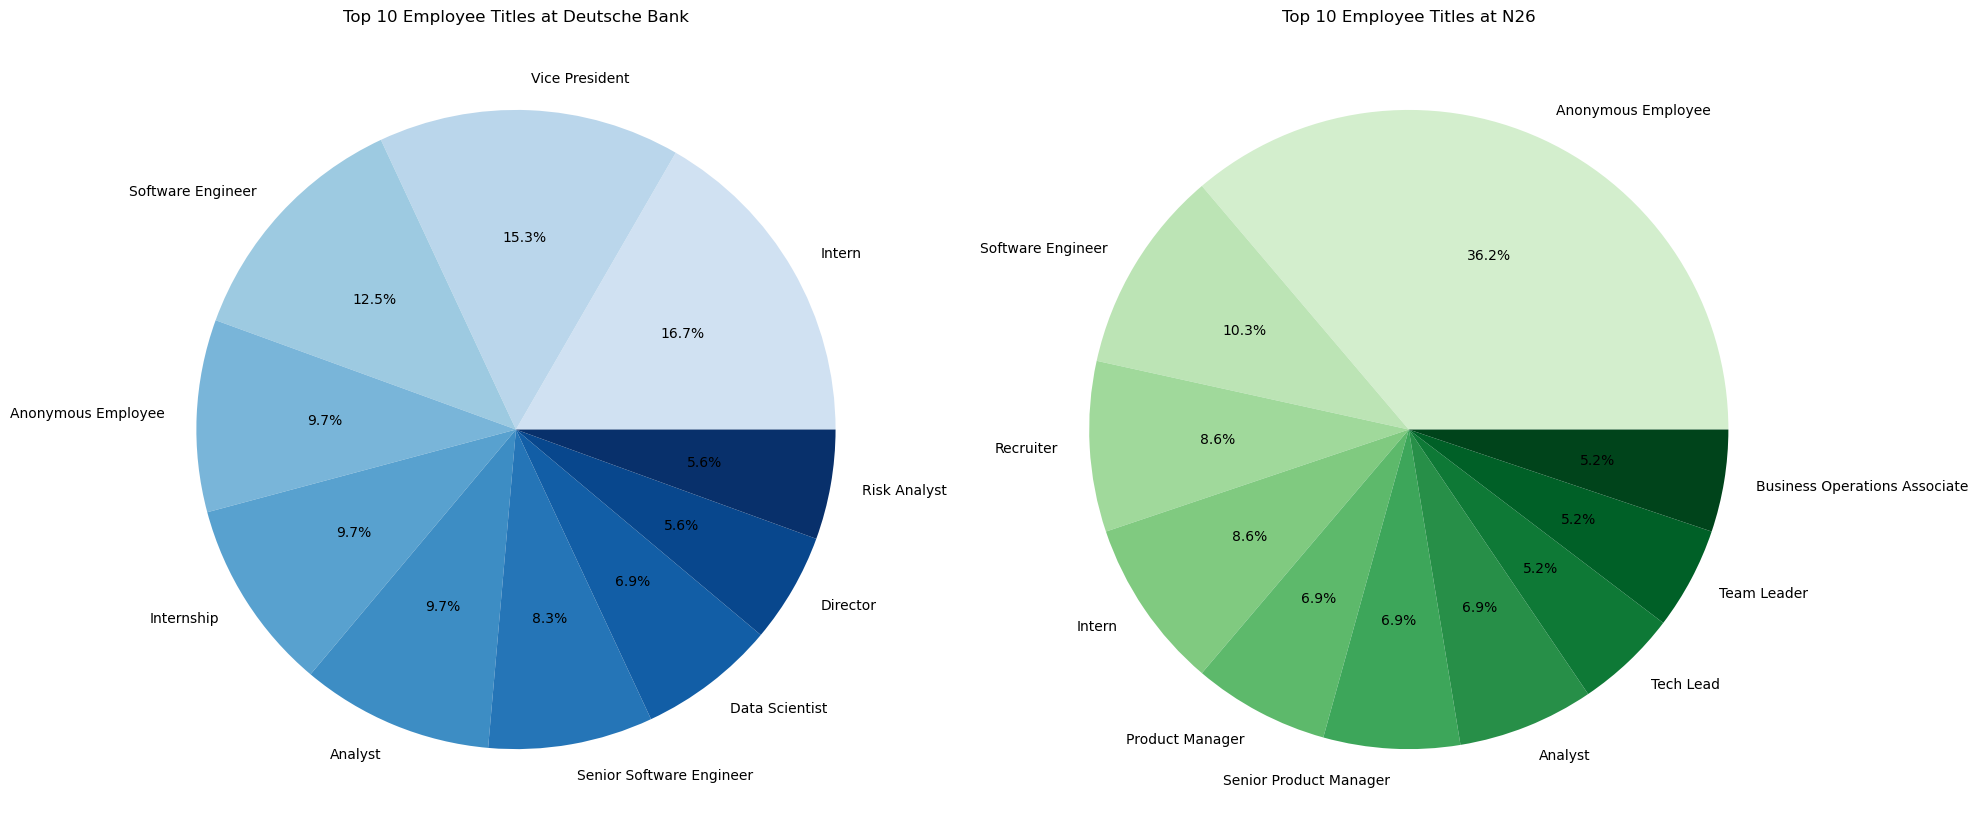 Top 10 Employee Titles at Deutsche Bank
Vice President
Software Engineer
Intern
15.3%
12.5%
16.7%
Anonymous Employee
9.7%
5.6%
Risk Analyst
9.7%
5.6%
Internship
9.7%
8.3%
6.9%
Director
Data Scientist
Analyst
Senior Software Engineer
Top 10 Employee Titles at N26
Anonymous Employee
Software Engineer
36.2%
10.3%
Recruiter
8.6%
5.2%
Business Operations Associate
8.6%
5.2%
5.2%
Team Leader
Intern
6.9%
6.9%
6.9%
Tech Lead
Product Manager
Analyst
Senior Product Manager